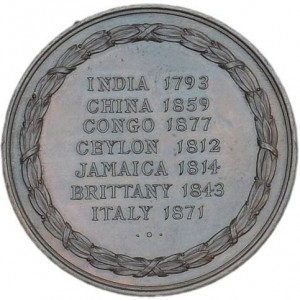 INDIA 1793
CHINA 1859
CONGO 1877
CEYLON 1812
JAMAICA 1814
BRITTANY 1843
ITALY 1871